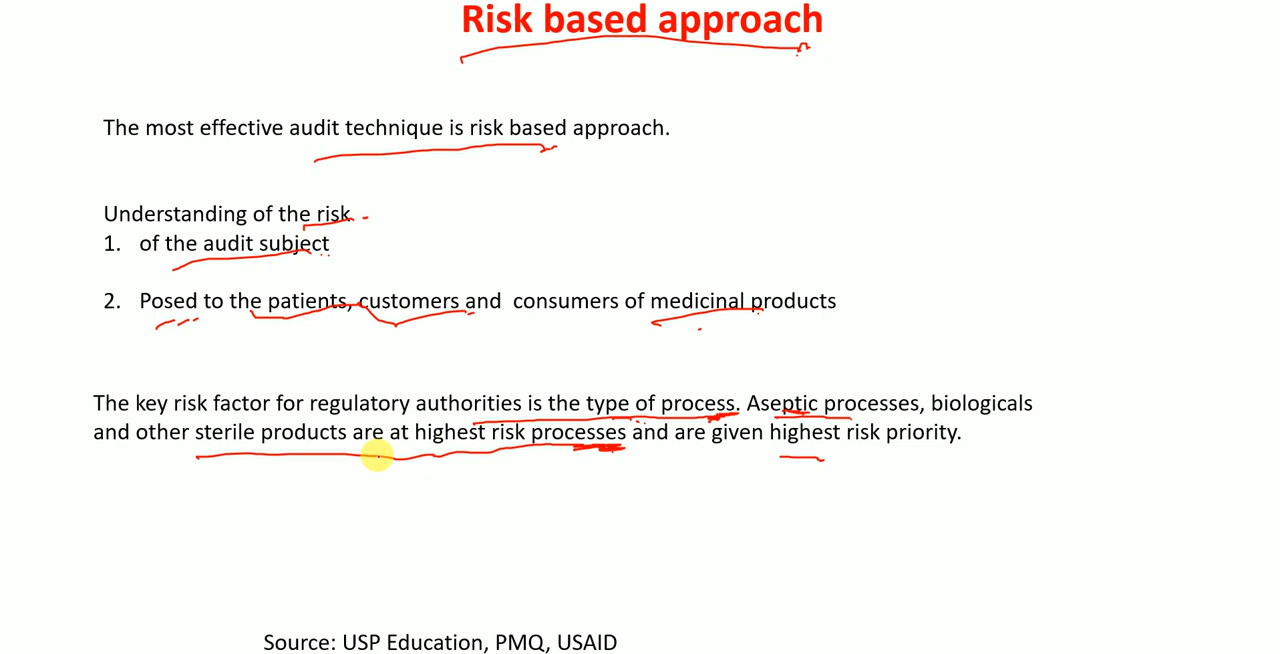 Risk based approach
The most effective audit technique is risk based approach.
Understanding of the risk
1. of the audit subject
2. Posed to the patients, customers and consumers of medicinal products
The key risk factor for regulatory authorities is the type of process. Aseptic processes, biologicals
and other sterile products are at highest risk processes and are given highest risk priority.
Source: USP Education, PMQ, USAID